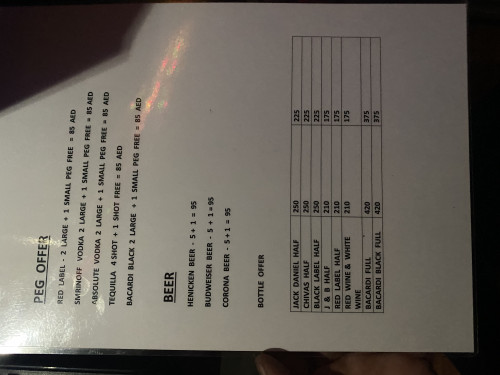 PEG OFFER
RED LABEL - 2 LARGE + 1 SMALL PEG FREE = 85 AED
SMIRINOFF VODKA 2 LARGE + 1 SMALL PEG FREE = 85 AED
ABSOLUTE VODKA 2 LARGE + 1 SMALL PEG FREE = 85 AED
TEQUILLA 4 SHOT + 1 SHOT FREE = 85 AED
BACARDI BLACK 2 LARGE + 1 SMALL PEG FREE = 85 AED
BEER
HENICKEN BEER - 5 + 1 = 95
BUDWEISER BEER - 5 + 1 = 95
CORONA BEER - 5 + 1 = 95
BOTTLE OFFER
JACK DANIEL HALF 250 225
CHIVAS HALF 250 225
BLACK LABEL HALF 250 225
J & B HALF 210 175
RED LABEL HALF 210 175
RED WINE & WHITE 210 175
WINE
BACARDI FULL 420 375
BACARDI BLACK FULL 420 375